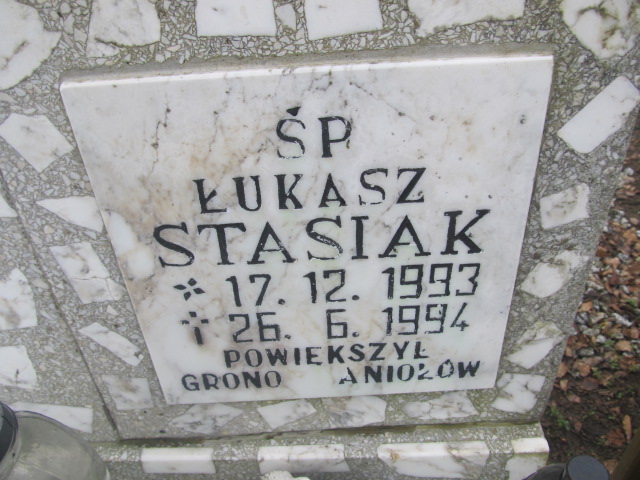 ŚP
ŁUKASZ
STASIAK
* 17. 12. 1993
† 26. 6. 1994
POWIEKSZYŁ
GRONO ANIOŁÓW